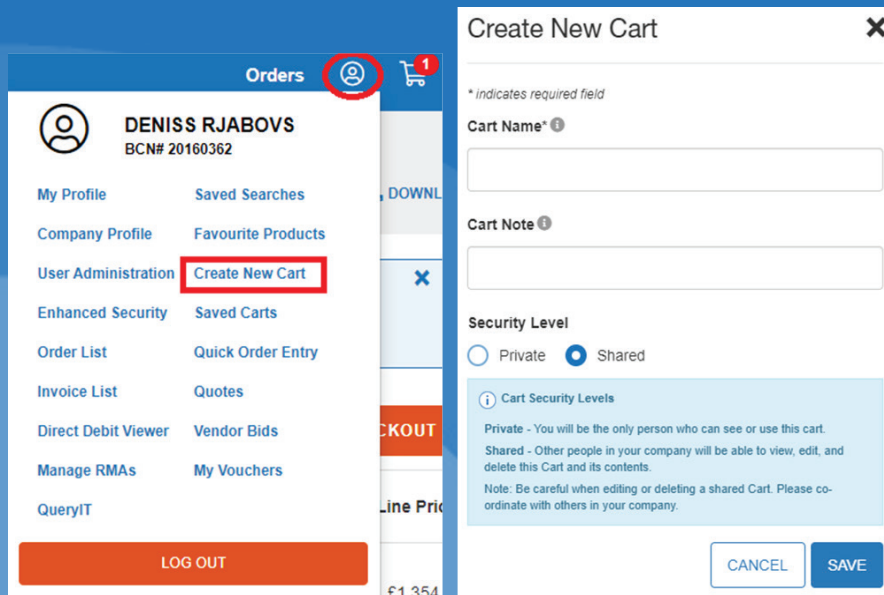 Orders
1
DENISS RJABOVS
BCN# 20160362
My Profile
Saved Searches
Company Profile
Favourite Products
User Administration
Create New Cart
Enhanced Security
Saved Carts
Order List
Quick Order Entry
Invoice List
Quotes
Direct Debit Viewer
Vendor Bids
Manage RMAs
My Vouchers
QueryIT
LOG OUT
DOWNL
CKOUT
Line Pric
£1,354
Create New Cart
* indicates required field
Cart Name*
Cart Note
Security Level
Private
Shared
Cart Security Levels
Private - You will be the only person who can see or use this cart.
Shared - Other people in your company will be able to view, edit, and
delete this Cart and its contents.
Note: Be careful when editing or deleting a shared Cart. Please co-
ordinate with others in your company.
CANCEL
SAVE